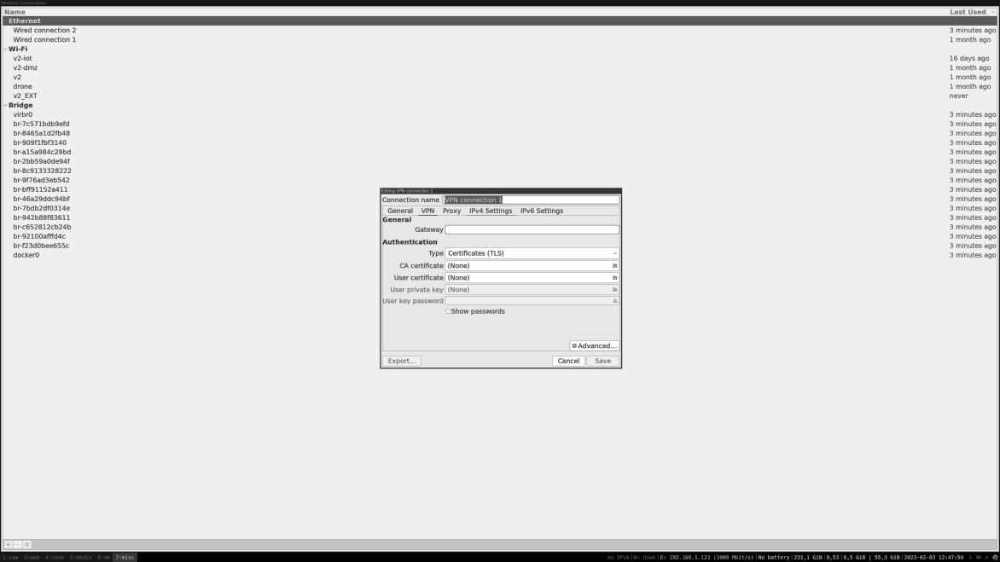 Network Connections
Name Last Used
Ethernet
Wired connection 2 3 minutes ago
Wired connection 1 1 month ago
Wi-Fi
v2-iot 16 days ago
v2-dmz 1 month ago
v2 1 month ago
drone 1 month ago
v2_EXT never
Bridge
virbr0 3 minutes ago
br-7c571bdb9efd 3 minutes ago
br-8465a1d2fb48 3 minutes ago
br-909f1fbf3140 3 minutes ago
br-a15a984c29bd 3 minutes ago
br-2bb59a0de94f 3 minutes ago
br-8c9133328222 3 minutes ago
br-9f76ad3eb542 3 minutes ago
br-bff91152a411 3 minutes ago
br-46a29ddc94bf 3 minutes ago
br-7bdb2df0314e 3 minutes ago
br-942b88f83611 3 minutes ago
br-c652812cb24b 3 minutes ago
br-92100afffd4c 3 minutes ago
br-f23d0bee655c 3 minutes ago
docker0 3 minutes ago
Editing VPN connection 1
Connection name VPN connection 1
General VPN Proxy IPv4 Settings IPv6 Settings
General
Gateway
Authentication
Type Certificates (TLS)
CA certificate (None)
User certificate (None)
User private key (None)
User key password
Show passwords
Advanced...
Export... Cancel Save
1:com 3:web 4:code 5:media 6:vm 7:misc no IPv6|W: down|E: 192.168.1.123 (1000 Mbit/s)|No battery|231,1 GiB|0,53|6,5 GiB | 55,3 GiB|2023-02-03 12:47:50